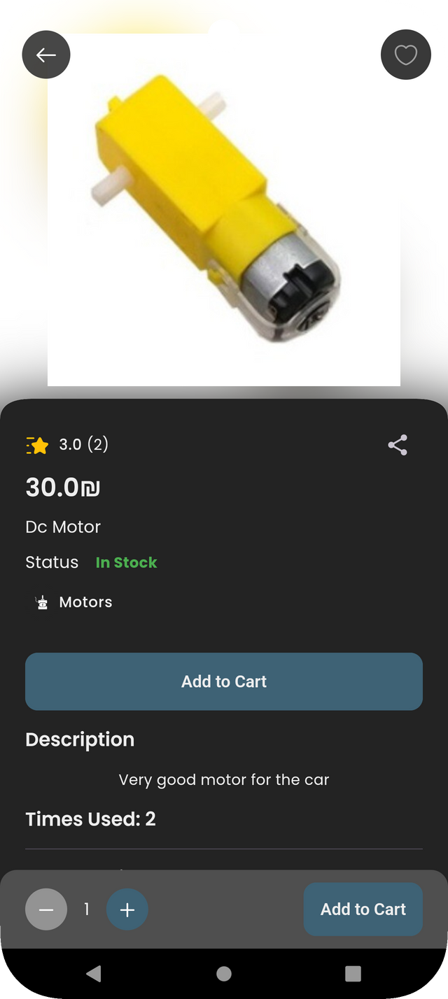 3.0 (2)
30.0₪
Dc Motor
Status In Stock
Motors
Add to Cart
Description
Very good motor for the car
Times Used: 2
1
Add to Cart